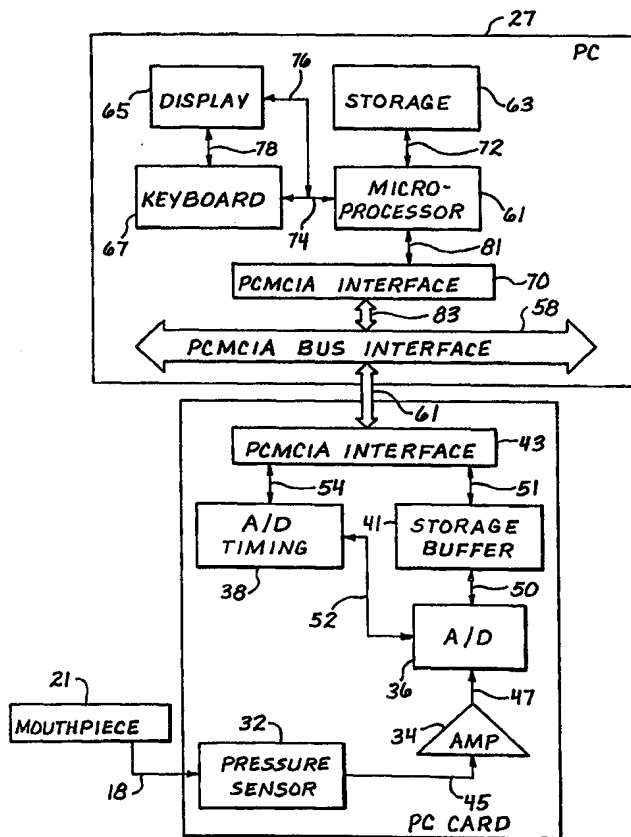 27
PC
76
65
DISPLAY
STORAGE
63
78
72
KEYBOARD
MICRO-
PROCESSOR
61
67
74
81
PCMCIA INTERFACE
70
83
58
PCMCIA BUS INTERFACE
61
PCMCIA INTERFACE
43
54
51
A/D
TIMING
41
STORAGE
BUFFER
38
52
50
A/D
36
47
21
MOUTHPIECE
32
34
AMP
PRESSURE
SENSOR
18
45
PC CARD